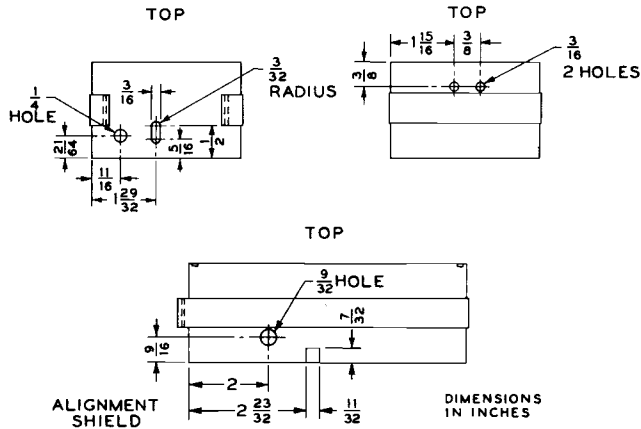 TOP
TOP
3/16
3/32
RADIUS
1/4
HOLE
21/64
5/16
1/2
11/16
1 29/32
1 15/16
3/8
3/8
3/16
2 HOLES
TOP
9/32 HOLE
7/32
9/16
2
2 23/32
11/32
ALIGNMENT
SHIELD
DIMENSIONS
IN INCHES